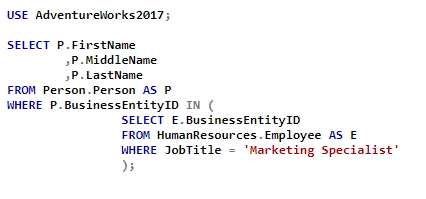 USE AdventureWorks2017;
SELECT P.FirstName
,P.MiddleName
,P.LastName
FROM Person.Person AS P
WHERE P.BusinessEntityID IN (
SELECT E.BusinessEntityID
FROM HumanResources.Employee AS E
WHERE JobTitle = 'Marketing Specialist'
);